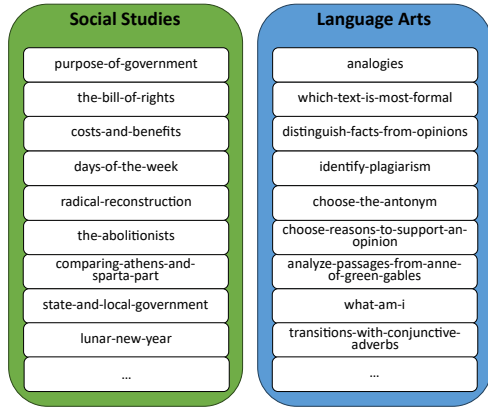 Social Studies
purpose-of-government
the-bill-of-rights
costs-and-benefits
days-of-the-week
radical-reconstruction
the-abolitionists
comparing-athens-and-
sparta-part
state-and-local-government
lunar-new-year
...
Language Arts
analogies
which-text-is-most-formal
distinguish-facts-from-opinions
identify-plagiarism
choose-the-antonym
choose-reasons-to-support-an-
opinion
analyze-passages-from-anne-
of-green-gables
what-am-i
transitions-with-conjunctive-
adverbs
...